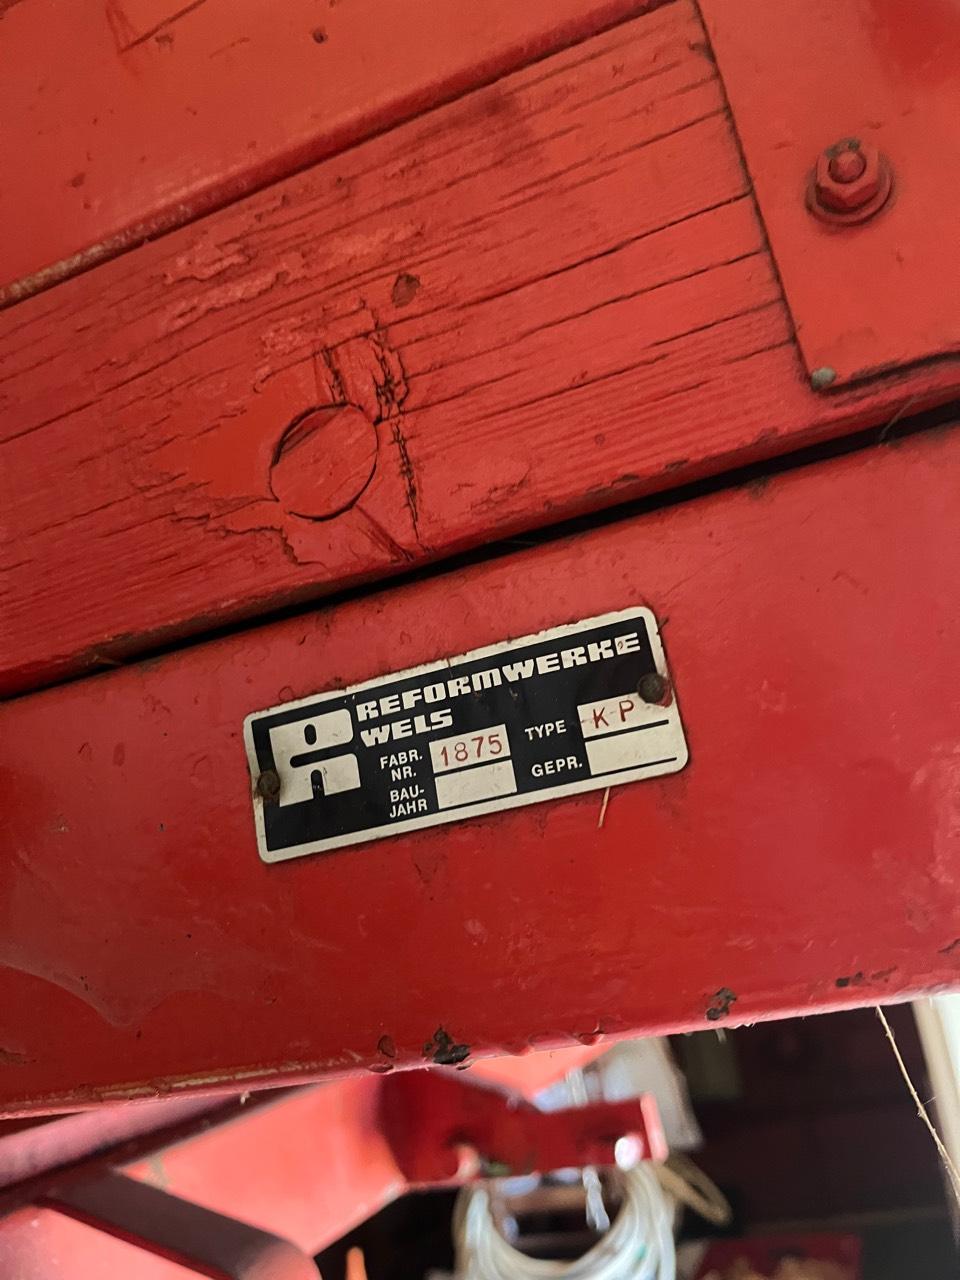 R
REFORMWERKE
WELS
FABR. NR. 1875 TYPE KP
BAU-JAHR GEPR.